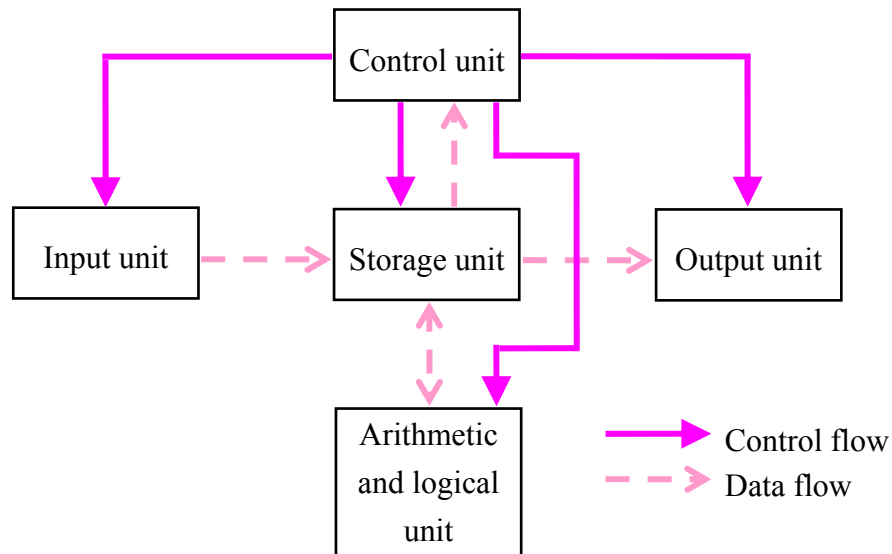 Control unit
Input unit
Storage unit
Output unit
Arithmetic
and logical
unit
Control flow
Data flow